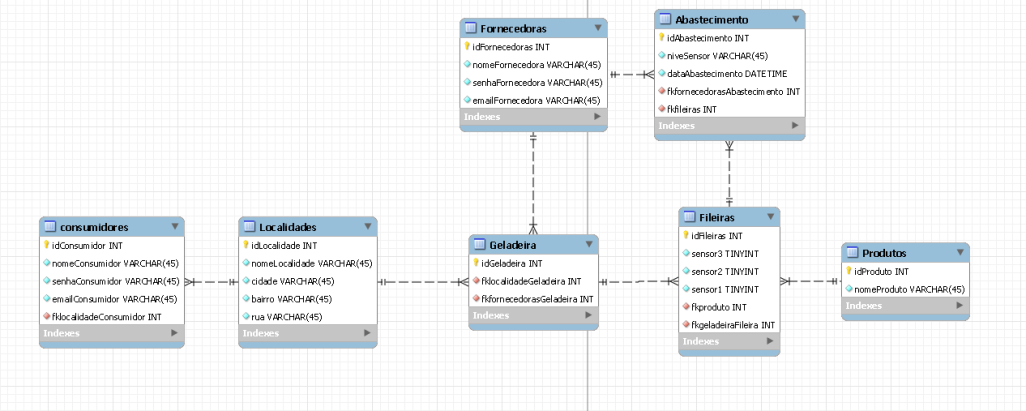 Fornecedoras
idFornecedoras INT
nomeFornecedora VARCHAR(45)
senhaFornecedora VARCHAR(45)
emailFornecedora VARCHAR(45)
Indexes
Abastecimento
idAbastecimento INT
niveSensor VARCHAR(45)
dataAbastecimento DATETIME
fkfornecedorasAbastecimento INT
fkfileiras INT
Indexes
consumidores
idConsumidor INT
nomeConsumidor VARCHAR(45)
senhaConsumidor VARCHAR(45)
emailConsumidor VARCHAR(45)
fklocalidadeConsumidor INT
Indexes
Localidades
idLocalidade INT
nomeLocalidade VARCHAR(45)
cidade VARCHAR(45)
bairro VARCHAR(45)
rua VARCHAR(45)
Indexes
Geladeira
idGeladeira INT
fklocalidadeGeladeira INT
fkfornecedorasGeladeira INT
Indexes
Fileiras
idFileiras INT
sensor3 TINYINT
sensor2 TINYINT
sensor1 TINYINT
fkproduto INT
fkgeladeiraFileira INT
Indexes
Produtos
idProduto INT
nomeProduto VARCHAR(45)
Indexes